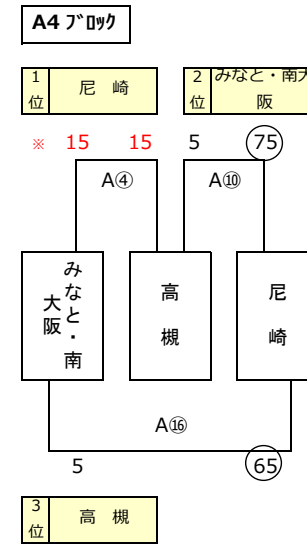 A4 ブロック
1位 尼 崎 2位 みなと・南大阪
※ 15 15 5 75
A④ A⑩
みなと・南大阪 高槻 尼崎
A⑯
5 65
3位 高 槻